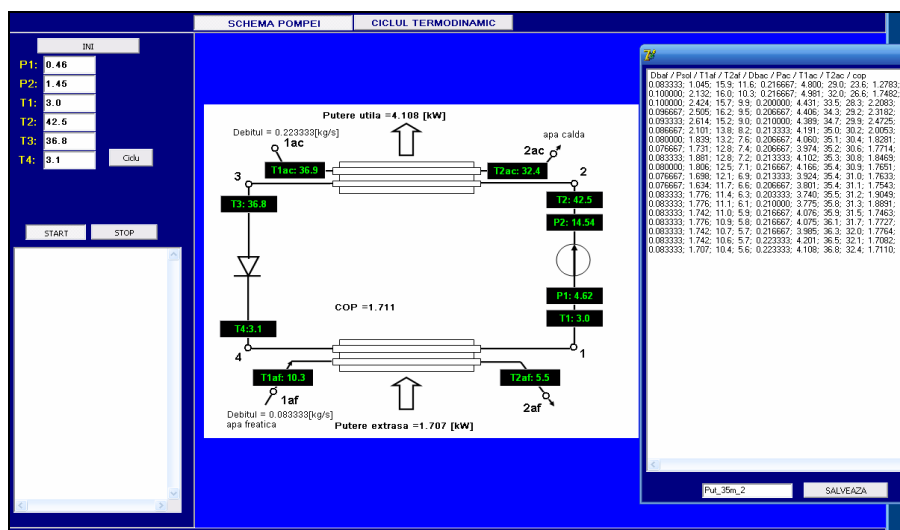 SCHEMA POMPEI
CICLUL TERMODINAMIC
INI
P1: 0.46
P2: 1.45
T1: 3.0
T2: 42.5
T3: 36.8
T4: 3.1
Ciclu
START
STOP
Putere utila =4.108 [kW]
Debitul = 0.223333[kg/s]
1ac
apa calda
2ac
T1ac: 36.9
T2ac: 32.4
3
2
T3: 36.8
T2: 42.5
P2: 14.54
COP =1.711
P1: 4.62
T1: 3.0
T4:3.1
4
1
T1af: 10.3
T2af: 5.5
1af
2af
Debitul = 0.083333[kg/s]
apa freatica
Putere extrasa =1.707 [kW]
Dbaf / Psol / T1af / T2af / Dbac / Pac / T1ac / T2ac / cop
0.083333; 1.045; 15.9; 11.6; 0.216667; 4.800; 29.0; 23.6; 1.2783;
0.100000; 2.132; 16.0; 10.3; 0.216667; 4.981; 32.0; 26.6; 1.7482;
0.100000; 2.424; 15.7; 9.9; 0.200000; 4.431; 33.5; 28.3; 2.2083;
0.096667; 2.505; 16.2; 9.5; 0.206667; 4.406; 34.3; 29.2; 2.3182;
0.093333; 2.614; 15.2; 9.0; 0.210000; 4.389; 34.7; 29.9; 2.4725;
0.086667; 2.101; 13.8; 8.2; 0.213333; 4.191; 35.0; 30.2; 2.0053;
0.080000; 1.839; 13.2; 7.6; 0.206667; 4.060; 35.1; 30.4; 1.8281;
0.076667; 1.731; 12.8; 7.4; 0.206667; 3.974; 35.2; 30.6; 1.7714;
0.083333; 1.881; 12.8; 7.2; 0.213333; 4.102; 35.3; 30.8; 1.8469;
0.080000; 1.806; 12.5; 7.1; 0.216667; 4.166; 35.4; 30.9; 1.7651;
0.076667; 1.698; 12.1; 6.9; 0.213333; 3.924; 35.4; 31.0; 1.7633;
0.076667; 1.634; 11.7; 6.6; 0.206667; 3.801; 35.4; 31.1; 1.7543;
0.083333; 1.776; 11.4; 6.3; 0.203333; 3.740; 35.5; 31.2; 1.9049;
0.083333; 1.776; 11.1; 6.1; 0.210000; 3.775; 35.8; 31.3; 1.8891;
0.083333; 1.742; 11.0; 5.9; 0.216667; 4.076; 35.9; 31.5; 1.7463;
0.083333; 1.776; 10.9; 5.8; 0.216667; 4.075; 36.1; 31.7; 1.7727;
0.083333; 1.742; 10.7; 5.7; 0.216667; 3.985; 36.3; 32.0; 1.7764;
0.083333; 1.742; 10.6; 5.7; 0.223333; 4.201; 36.5; 32.1; 1.7082;
0.083333; 1.707; 10.4; 5.6; 0.223333; 4.108; 36.8; 32.4; 1.7110;
Put_35m_2
SALVEAZA